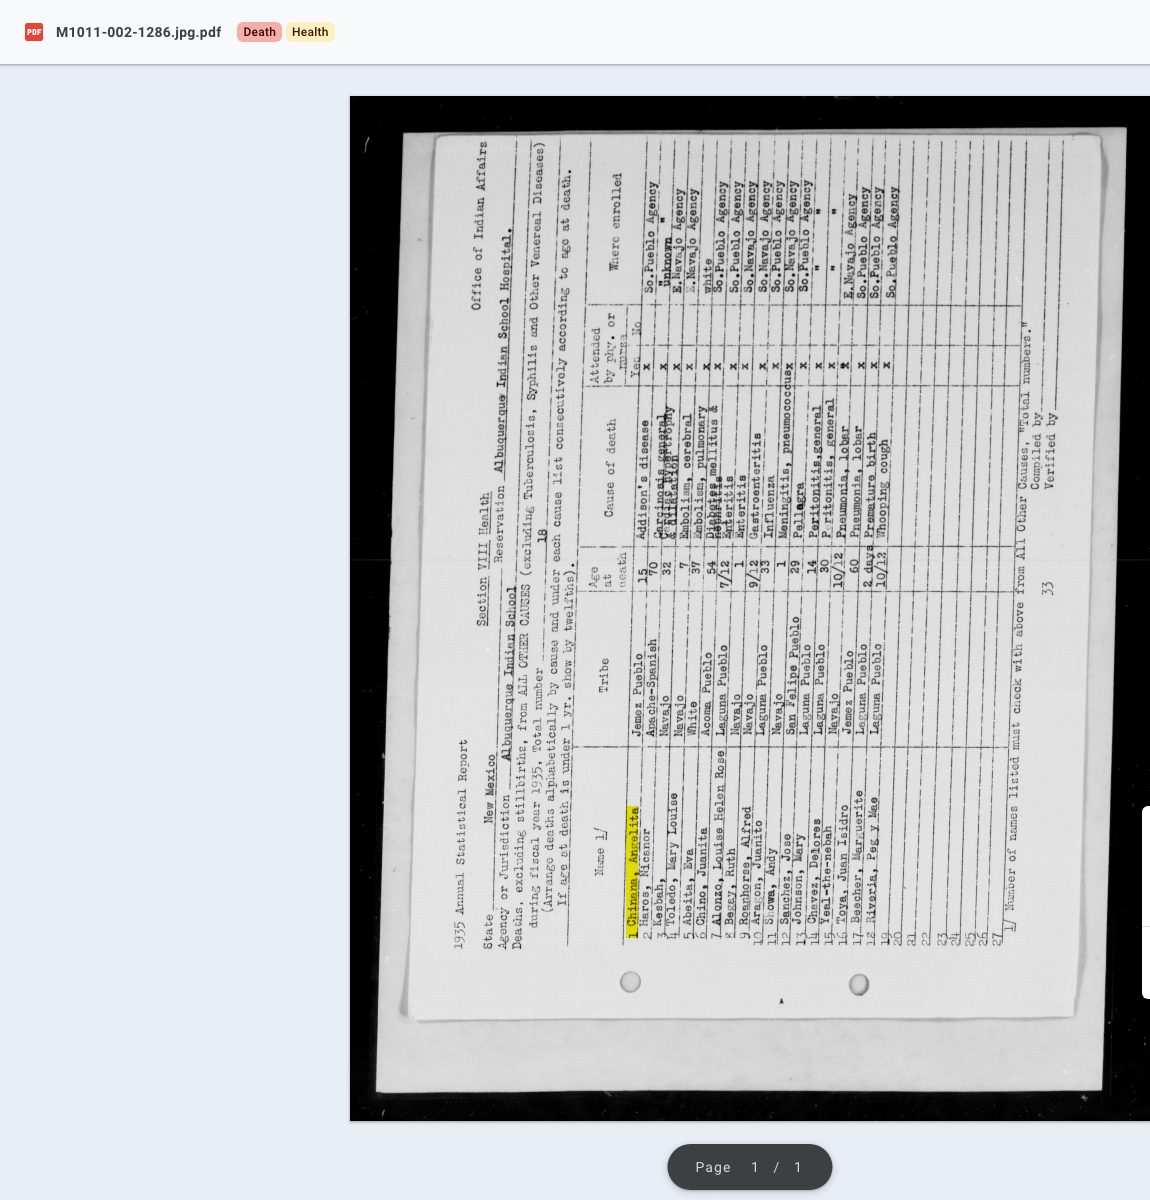 M1011-002-1286.jpg.pdf Death Health
1935 Annual Statistical Report Section VIII Health Office of Indian Affairs
State New Mexico Reservation Albuquerque Indian School Hospital.
Agency or Jurisdiction Albuquerque Indian School
Deaths, excluding stillbirths, from ALL OTHER CAUSES (excluding Tuberculosis, Syphilis and Other Venereal Diseases)
during fiscal year 1935, Total number 18
(Arrange deaths alphabetically by cause and under each cause list consecutively according to age at death.
If age at death is under 1 yr. show by twelfths).
Name 1/ Tribe Age at death Cause of death Attended by phy. or nurse Yes No Where enrolled
1 Chinana, Angelita Jemez Pueblo 15 Addison's disease x So.Pueblo Agency
2 Haros, Nicanor Apache-Spanish 70 Carcinosis general x " unknown "
3 Kesbah, Navajo 32 Cardiac hypertrophy & dilatation x E.Navajo Agency
4 Toledo, Mary Louise Navajo 7 Embolism, cerebral x E.Navajo Agency
5 Abeita, Eva White 37 Embolism, pulmonary x white
6 Chino, Juanita Acoma Pueblo 54 Diabetes mellitus & nephritis x So.Pueblo Agency
7 Alonzo, Louise Helen Rose Laguna Pueblo 7/12 Enteritis x So.Pueblo Agency
8 Begay, Ruth Navajo 1 Enteritis x So.Navajo Agency
9 Roanhorse, Alfred Navajo 9/12 Gastroenteritis x So.Navajo Agency
10 Aragon, Juanito Laguna Pueblo 33 Influenza x So.Pueblo Agency
11 Showa, Andy Navajo 1 Meningitis, pneumococcus x So.Navajo Agency
12 Sanchez, Jose San Felipe Pueblo 29 Pellagra x So.Pueblo Agency
13 Johnson, Mary Laguna Pueblo 14 Peritonitis,general x " "
14 Chavez, Delores Laguna Pueblo 30 Peritonitis, general x " "
15 Yeal-the-nebah Navajo 10/12 Pneumonia, lobar x E.Navajo Agency
16 Toya, Juan Isidro Jemez Pueblo 60 Pneumonia, lobar x So.Pueblo Agency
17 Beecher, Marguerite Laguna Pueblo 2 days Premature birth x So.Pueblo Agency
18 Riveria, Peg y Mae Laguna Pueblo 10/12 Whooping cough x So.Pueblo Agency
19
20
21
22
23
24
25
26
27
1/ Number of names listed must check with above from All Other Causes, "Total numbers."
Compiled by
33 Verified by
Page 1 / 1